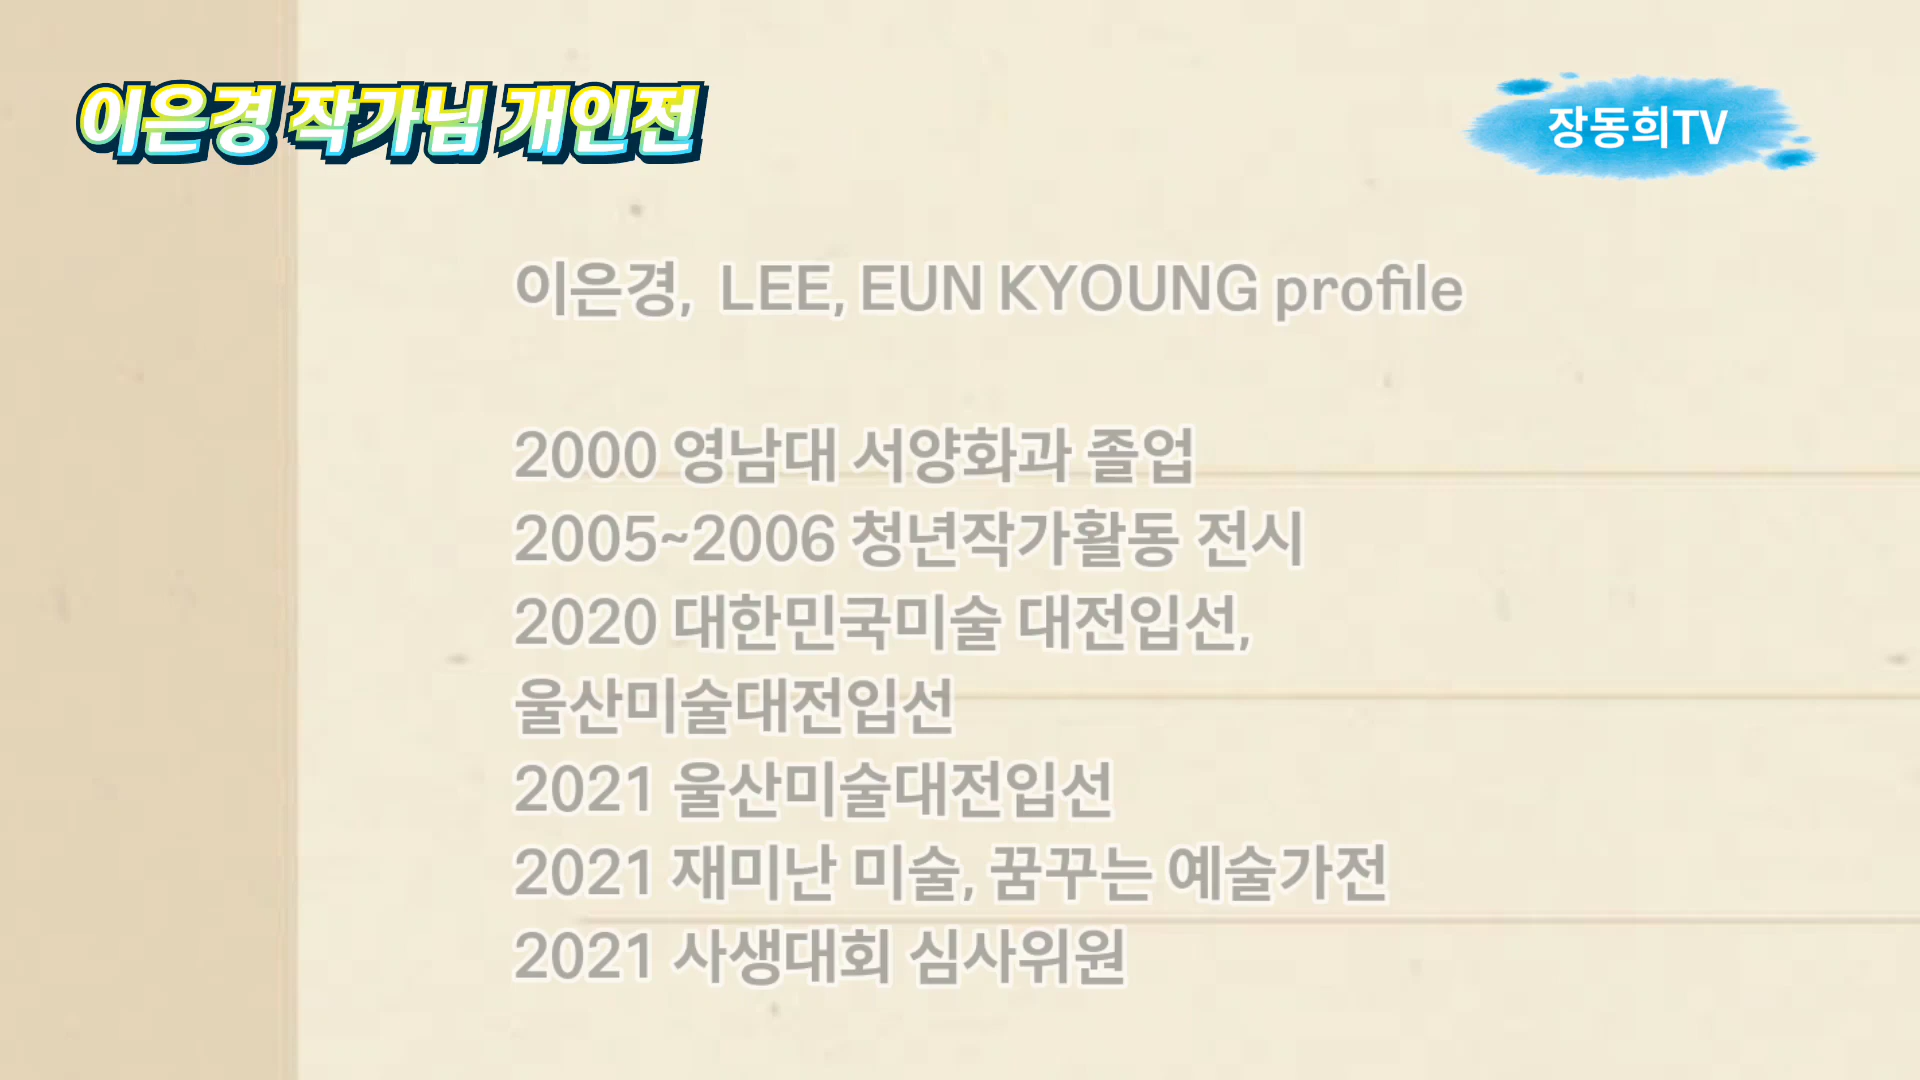 이은경 작가님 개인전
장동희TV
이은경, LEE, EUN KYOUNG profile
2000 영남대 서양화과 졸업
2005~2006 청년작가활동 전시
2020 대한민국미술 대전입선,
울산미술대전입선
2021 울산미술대전입선
2021 재미난 미술, 꿈꾸는 예술가전
2021 사생대회 심사위원